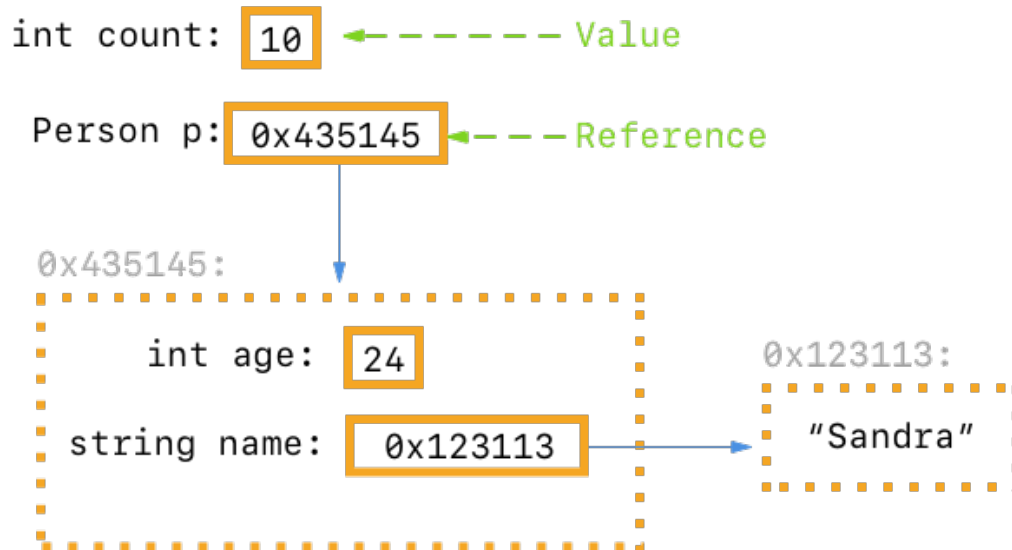 int count: 10 Value
Person p: 0x435145 Reference
0x435145:
int age: 24
0x123113:
string name: 0x123113 “Sandra”